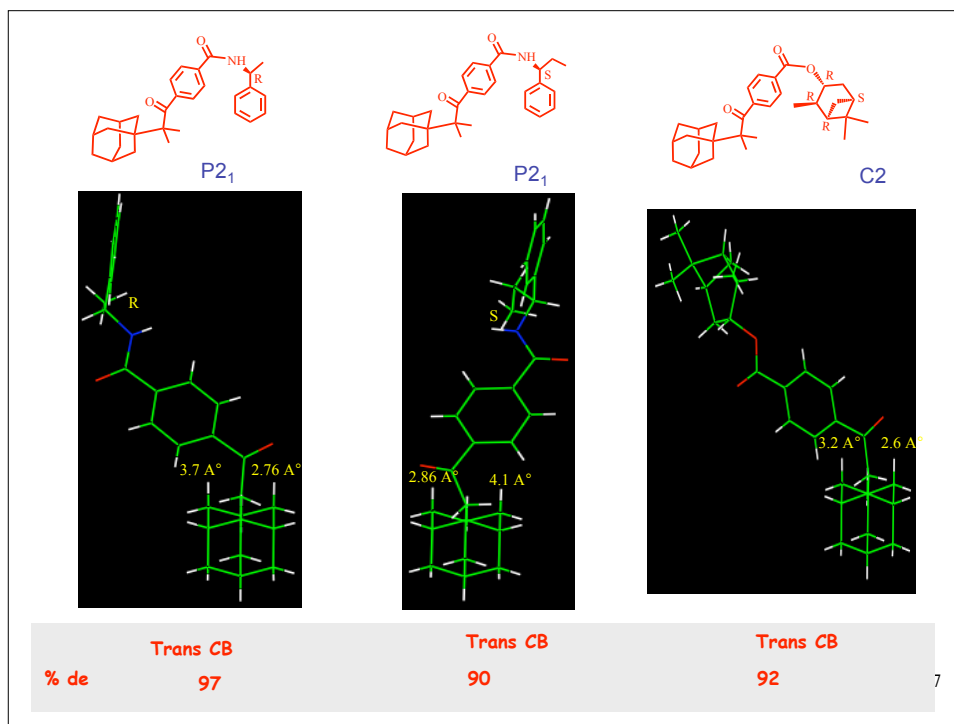 O
NH
R
O
P2₁
O
NH
S
O
P2₁
O
O
R
R
S
R
O
C2
R
3.7 A°
2.76 A°
S
2.86 A°
4.1 A°
3.2 A°
2.6 A°
Trans CB
Trans CB
Trans CB
% de
97
90
92
7